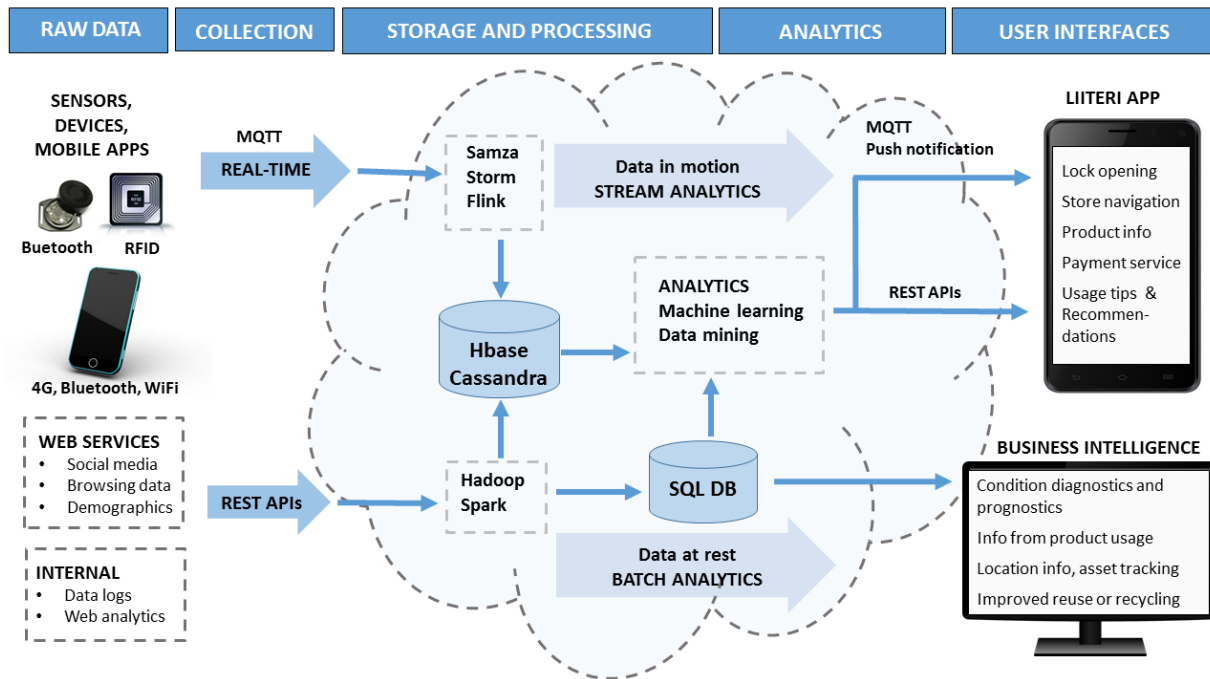 RAW DATA
COLLECTION
STORAGE AND PROCESSING
ANALYTICS
USER INTERFACES
SENSORS,
DEVICES,
MOBILE APPS
Buetooth
RFID
4G, Bluetooth, WiFi
WEB SERVICES
• Social media
• Browsing data
• Demographics
INTERNAL
• Data logs
• Web analytics
MQTT
REAL-TIME
REST APIs
Samza
Storm
Flink
Data in motion
STREAM ANALYTICS
Hbase
Cassandra
ANALYTICS
Machine learning
Data mining
Hadoop
Spark
SQL DB
Data at rest
BATCH ANALYTICS
MQTT
Push notification
REST APIs
LIITERI APP
Lock opening
Store navigation
Product info
Payment service
Usage tips &
Recommen-
dations
BUSINESS INTELLIGENCE
Condition diagnostics and
prognostics
Info from product usage
Location info, asset tracking
Improved reuse or recycling